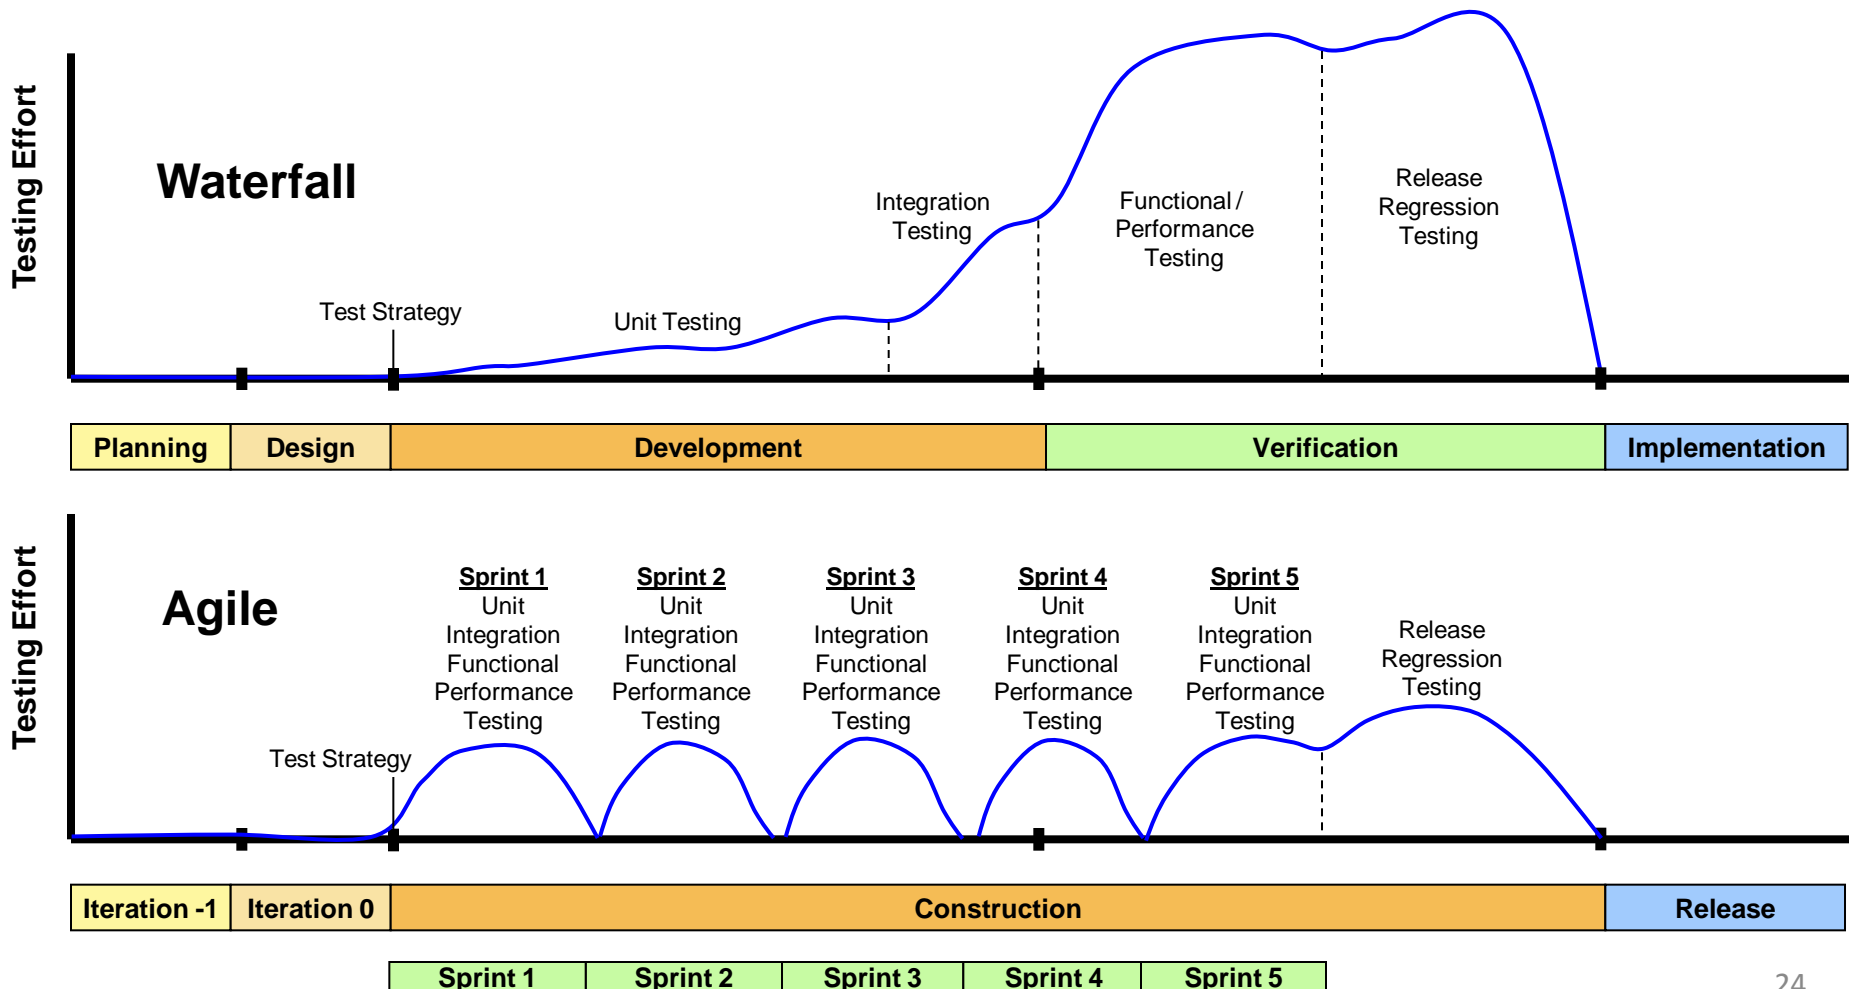 Testing Effort
Waterfall
Test Strategy
Unit Testing
Integration
Testing
Functional /
Performance
Testing
Release
Regression
Testing
Planning
Design
Development
Verification
Implementation
Testing Effort
Agile
Test Strategy
Sprint 1
Unit
Integration
Functional
Performance
Testing
Sprint 2
Unit
Integration
Functional
Performance
Testing
Sprint 3
Unit
Integration
Functional
Performance
Testing
Sprint 4
Unit
Integration
Functional
Performance
Testing
Sprint 5
Unit
Integration
Functional
Performance
Testing
Release
Regression
Testing
Iteration -1
Iteration 0
Construction
Release
Sprint 1
Sprint 2
Sprint 3
Sprint 4
Sprint 5
24